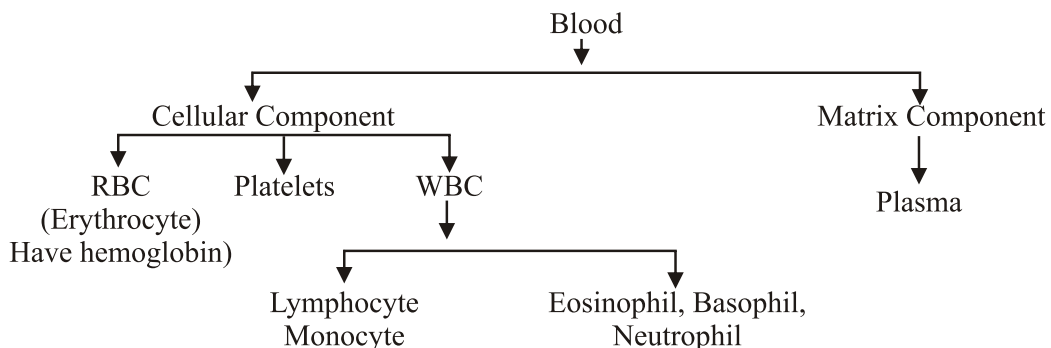 Blood
Cellular Component
Matrix Component
RBC
(Erythrocyte)
Have hemoglobin)
Platelets
WBC
Plasma
Lymphocyte
Monocyte
Eosinophil, Basophil,
Neutrophil